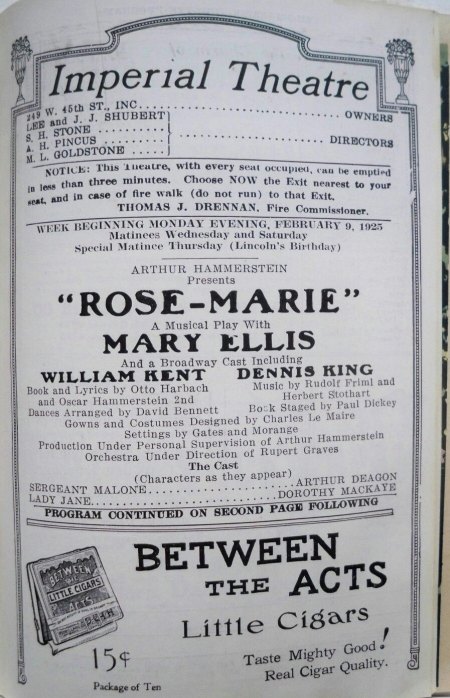 Imperial Theatre
249 W. 45th ST., INC. OWNERS
LEE and J. J. SHUBERT
S. H. STONE
A. H. PINCUS DIRECTORS
M. L. GOLDSTONE
NOTICE: This Theatre, with every seat occupied, can be emptied
in less than three minutes. Choose NOW the Exit nearest to your
seat, and in case of fire walk (do not run) to that Exit.
THOMAS J. DRENNAN, Fire Commissioner.
WEEK BEGINNING MONDAY EVENING, FEBRUARY 9, 1925
Matinees Wednesday and Saturday
Special Matinee Thursday (Lincoln's Birthday)
ARTHUR HAMMERSTEIN
Presents
"ROSE-MARIE"
A Musical Play With
MARY ELLIS
And a Broadway Cast Including
WILLIAM KENT DENNIS KING
Book and Lyrics by Otto Harbach Music by Rudolf Friml and
and Oscar Hammerstein 2nd Herbert Stothart
Dances Arranged by David Bennett Book Staged by Paul Dickey
Gowns and Costumes Designed by Charles Le Maire
Settings by Gates and Morange
Production Under Personal Supervision of Arthur Hammerstein
Orchestra Under Direction of Rupert Graves
The Cast
(Characters as they appear)
SERGEANT MALONE ARTHUR DEAGON
LADY JANE DOROTHY MACKAYE
PROGRAM CONTINUED ON SECOND PAGE FOLLOWING
BETWEEN
THE ACTS
LITTLE CIGARS
BETWEEN
THE ACTS
Little Cigars
15¢
Package of Ten
Taste Mighty Good!
Real Cigar Quality.